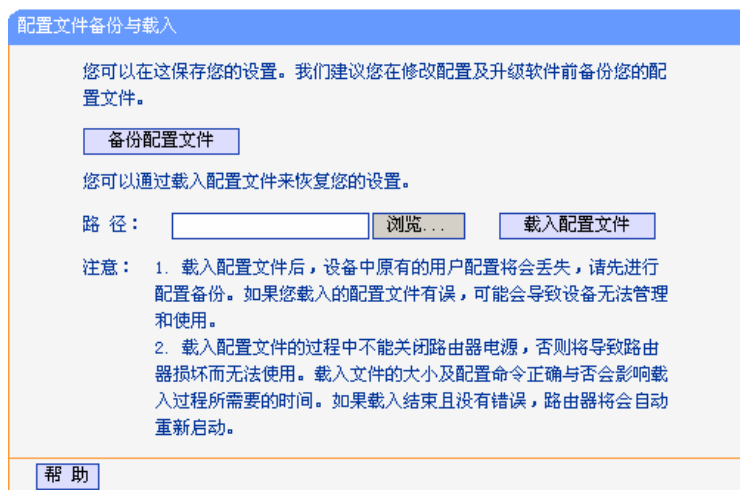 配置文件备份与载入
您可以在这保存您的设置。我们建议您在修改配置及升级软件前备份您的配
置文件。
备份配置文件
您可以通过载入配置文件来恢复您的设置。
路 径： 浏览... 载入配置文件
注意： 1. 载入配置文件后，设备中原有的用户配置将会丢失，请先进行
配置备份。如果您载入的配置文件有误，可能会导致设备无法管理
和使用。
2. 载入配置文件的过程中不能关闭路由器电源，否则将导致路由
器损坏而无法使用。载入文件的大小及配置命令正确与否会影响载
入过程所需要的时间。如果载入结束且没有错误，路由器将会自动
重新启动。
帮 助